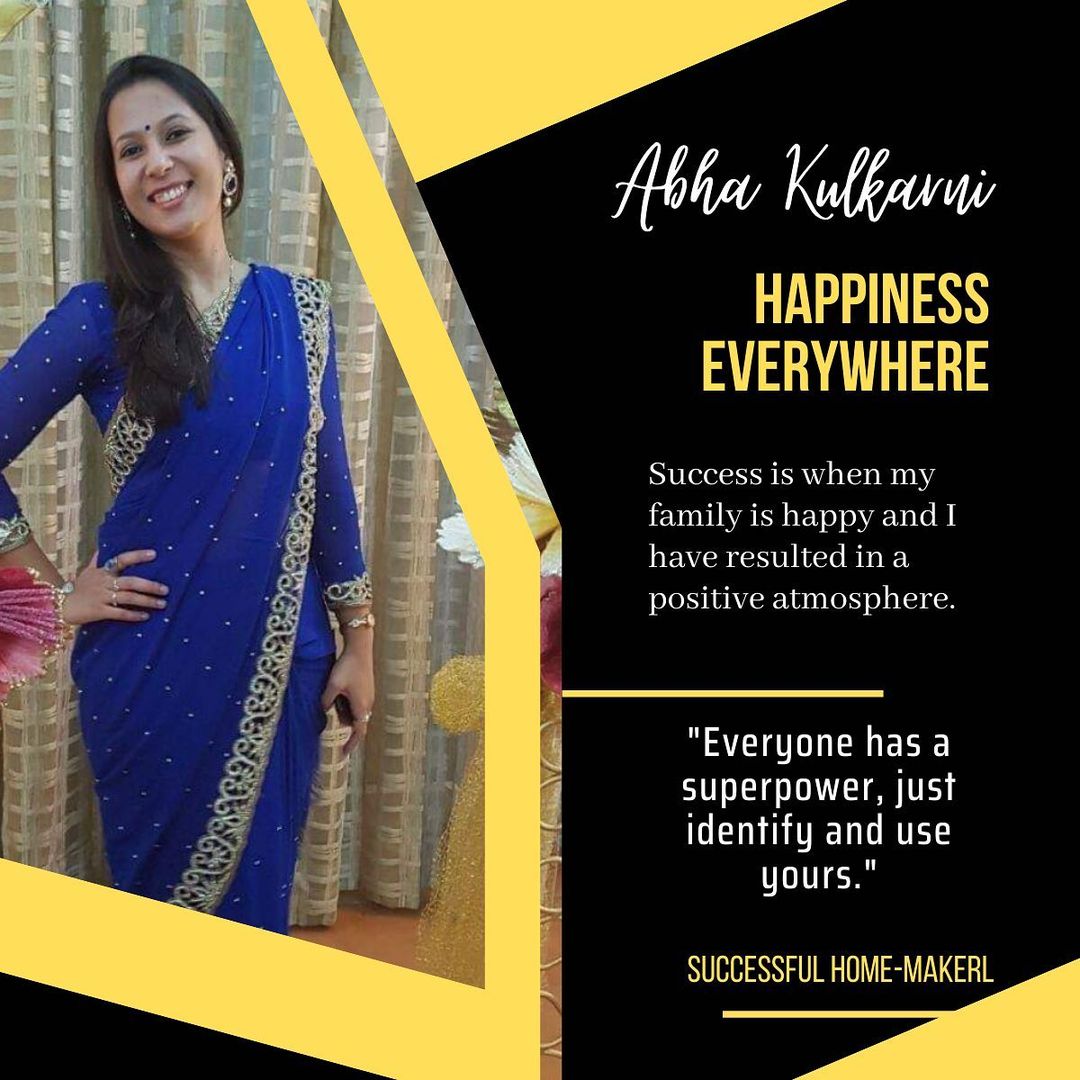 Abha Kulkarni
HAPPINESS
EVERYWHERE
Success is when my
family is happy and I
have resulted in a
positive atmosphere.
"Everyone has a
superpower, just
identify and use
yours."
SUCCESSFUL HOME-MAKERL